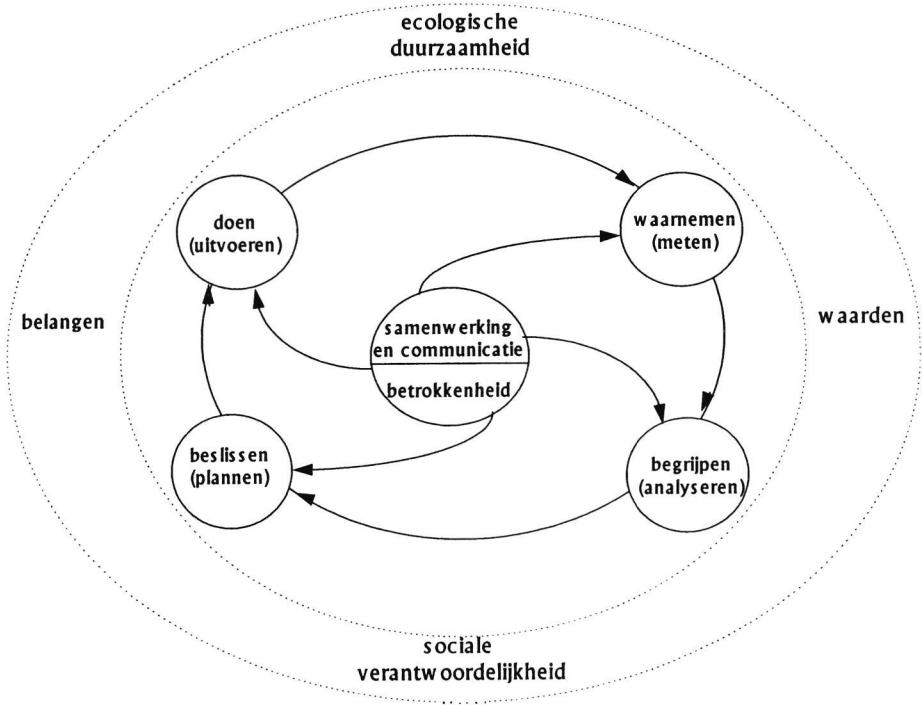 ecologische
duurzaamheid
doen
(uitvoeren)
waarnemen
(meten)
belangen
samenwerking
en communicatie
betrokkenheid
waarden
beslissen
(plannen)
begrijpen
(analyseren)
sociale
verantwoordelijkheid